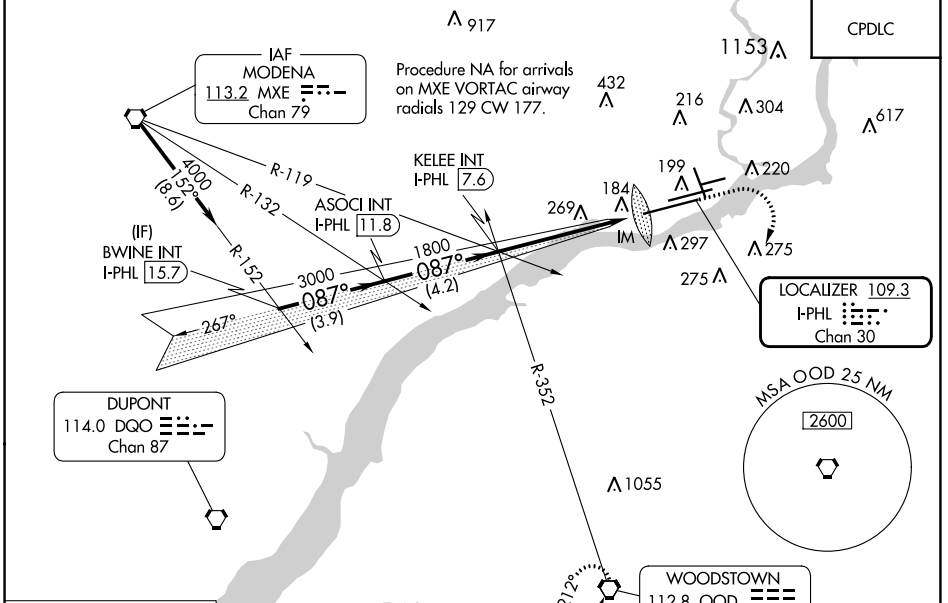 917
CPDLC
1153
IAF
MODENA
113.2 MXE
Chan 79
Procedure NA for arrivals
on MXE VORTAC airway
radials 129 CW 177.
432
216
304
617
4000
152°
(8.6)
R-119
R-132
R-152
KELEE INT
I-PHL 7.6
199
220
184
269
ASOCI INT
I-PHL 11.8
IM
297
275
275
(IF)
BWINE INT
I-PHL 15.7
3000
087°
(3.9)
1800
087°
(4.2)
267°
LOCALIZER 109.3
I-PHL
Chan 30
R-352
MSA OOD 25 NM
2600
DUPONT
114.0 DQO
Chan 87
1055
212°
WOODSTOWN
112.8 OOD